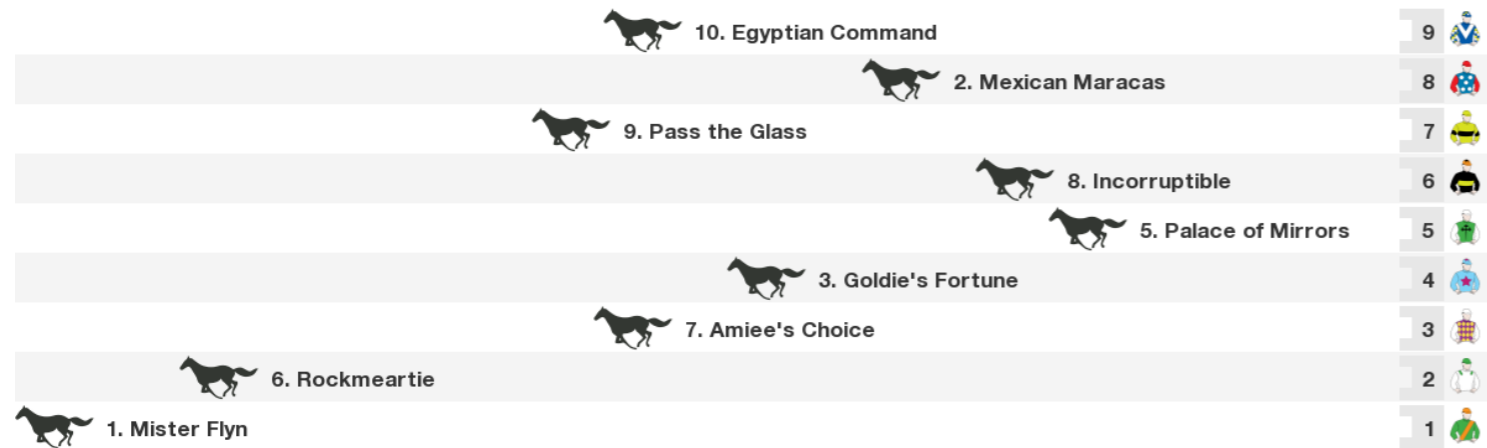 10. Egyptian Command 9
2. Mexican Maracas 8
9. Pass the Glass 7
8. Incorruptible 6
5. Palace of Mirrors 5
3. Goldie's Fortune 4
7. Amiee's Choice 3
6. Rockmeartie 2
1. Mister Flyn 1